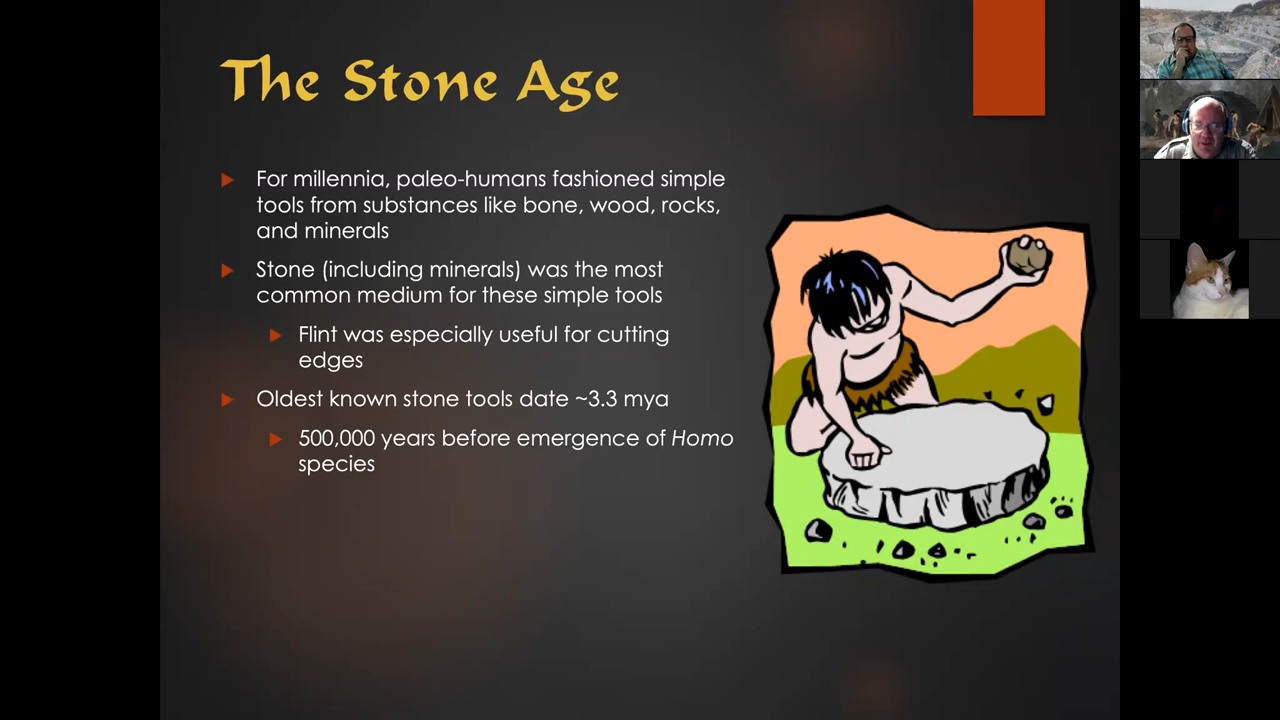 The Stone Age
For millennia, paleo-humans fashioned simple
tools from substances like bone, wood, rocks,
and minerals
Stone (including minerals) was the most
common medium for these simple tools
Flint was especially useful for cutting
edges
Oldest known stone tools date ~3.3 mya
500,000 years before emergence of Homo
species